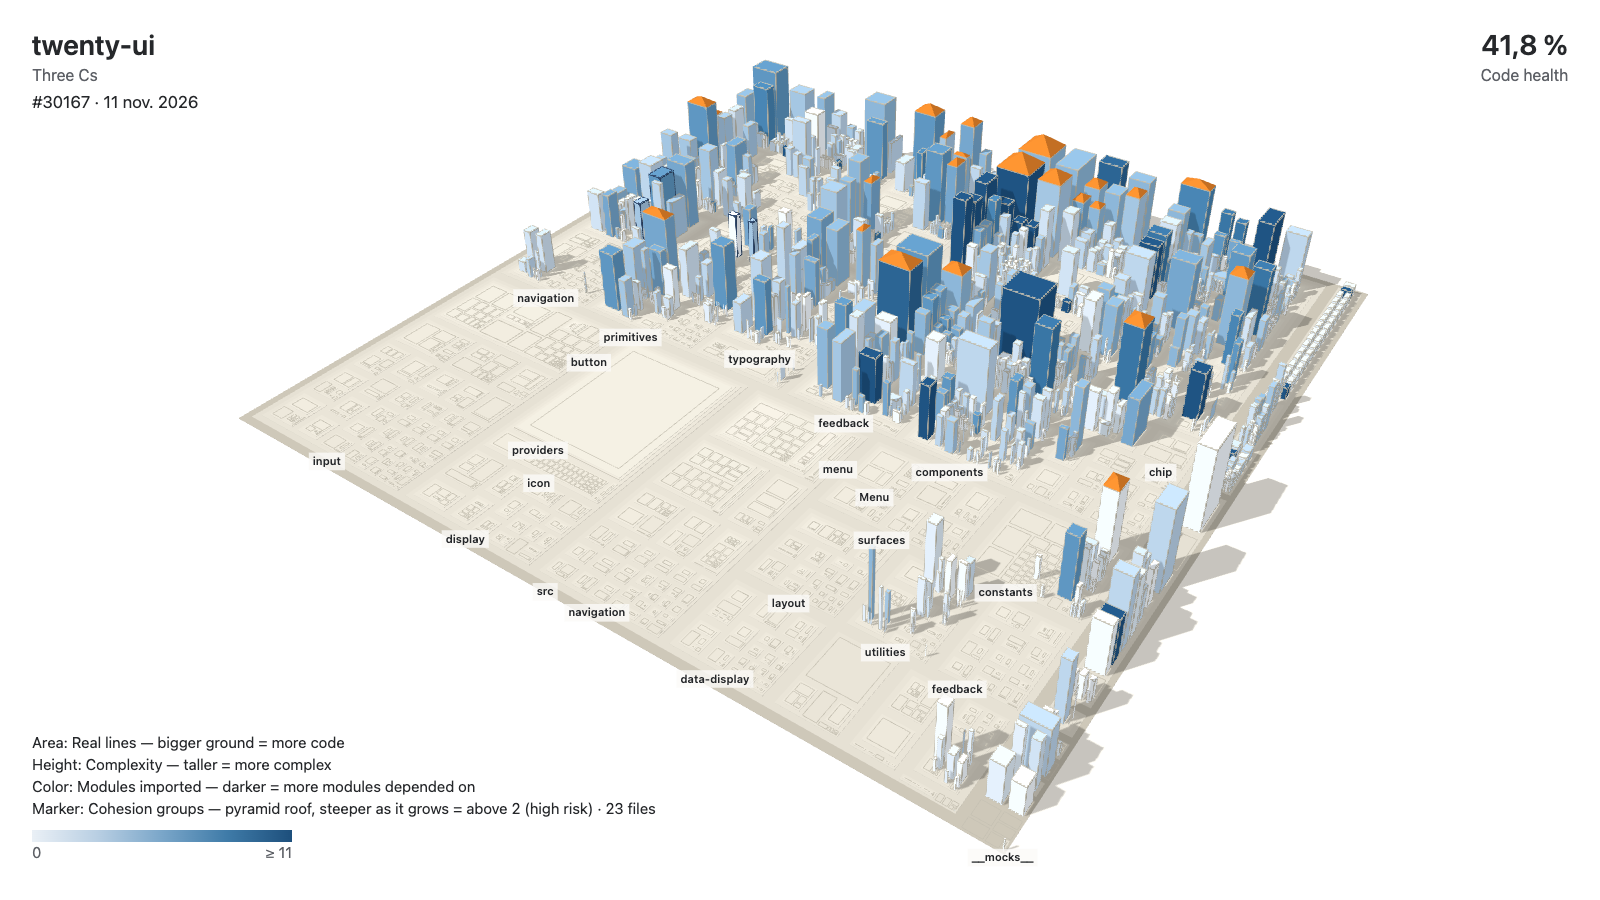 twenty-ui
Three Cs
#30167 · 11 nov. 2026
41,8 %
Code health
navigation
primitives
button
typography
feedback
providers
input
icon
menu
components
chip
Menu
display
surfaces
src
constants
layout
navigation
utilities
data-display
feedback
__mocks__
Area: Real lines — bigger ground = more code
Height: Complexity — taller = more complex
Color: Modules imported — darker = more modules depended on
Marker: Cohesion groups — pyramid roof, steeper as it grows = above 2 (high risk) · 23 files
0
≥ 11